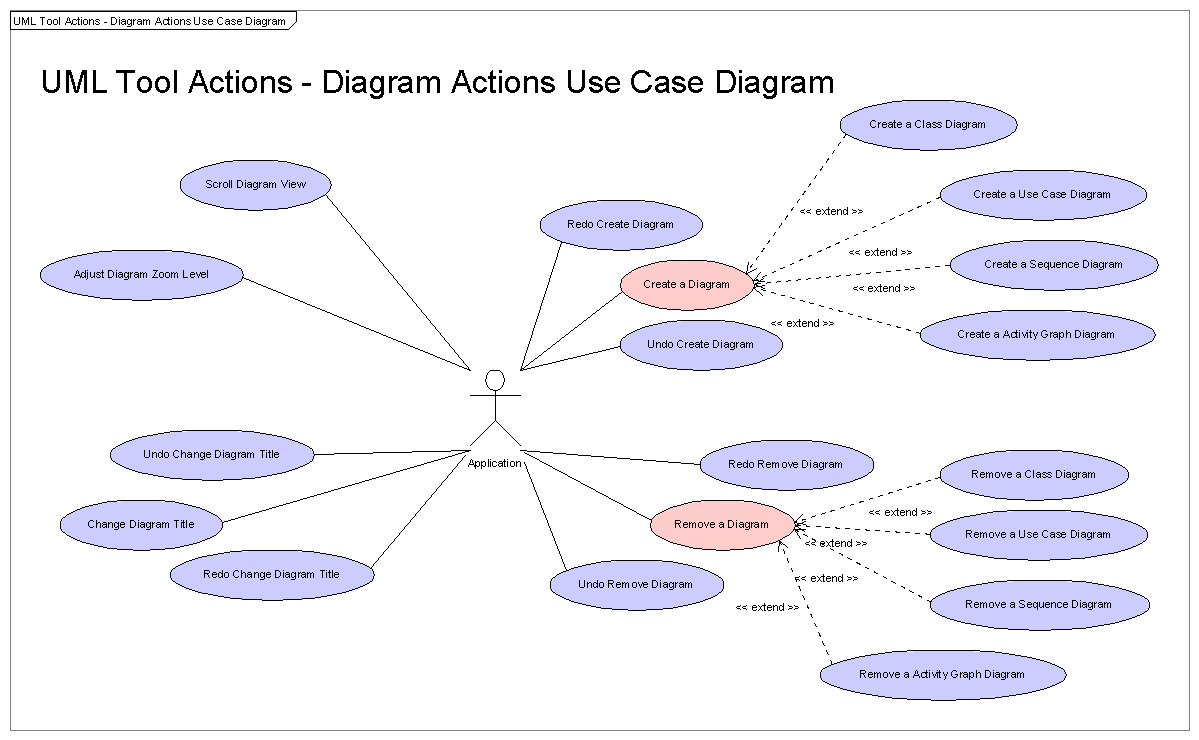 UML Tool Actions - Diagram Actions Use Case Diagram
UML Tool Actions - Diagram Actions Use Case Diagram
Create a Class Diagram
Scroll Diagram View
Create a Use Case Diagram
<< extend >>
Redo Create Diagram
<< extend >>
Create a Sequence Diagram
Adjust Diagram Zoom Level
Create a Diagram
<< extend >>
<< extend >>
Create a Activity Graph Diagram
Undo Create Diagram
Undo Change Diagram Title
Application
Redo Remove Diagram
Remove a Class Diagram
<< extend >>
Change Diagram Title
Remove a Diagram
Remove a Use Case Diagram
<< extend >>
Redo Change Diagram Title
<< extend >>
Undo Remove Diagram
<< extend >>
Remove a Sequence Diagram
Remove a Activity Graph Diagram